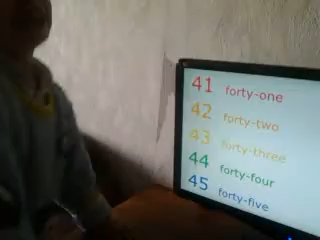 41 forty-one
42 forty-two
43 forty-three
44 forty-four
45 forty-five